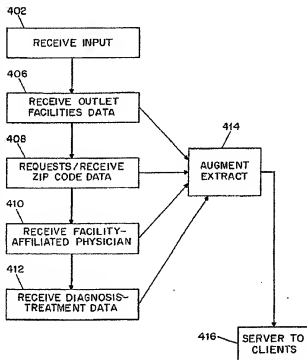 402
RECEIVE INPUT
406
RECEIVE OUTLET
FACILITIES DATA
408
REQUESTS/RECEIVE
ZIP CODE DATA
410
RECEIVE FACILITY-
AFFILIATED PHYSICIAN
412
RECEIVE DIAGNOSIS-
TREATMENT DATA
414
AUGMENT
EXTRACT
416
SERVER TO
CLIENTS